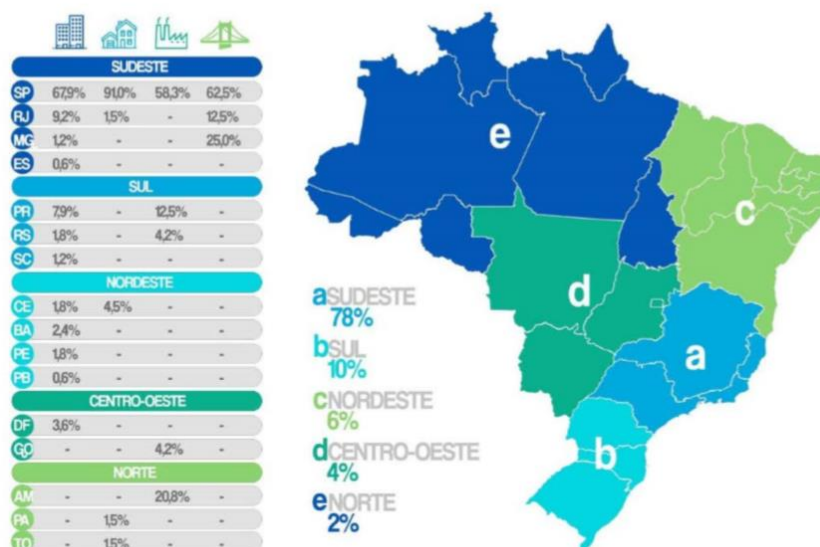 SUDESTE
SP 67,9% 91,0% 58,3% 62,5%
RJ 9,2% 1,5% - 12,5%
MG 1,2% - - 25,0%
ES 0,6% - - -
SUL
PR 7,9% - 12,5% -
RS 1,8% - 4,2% -
SC 1,2% - - -
NORDESTE
CE 1,8% 4,5% - -
BA 2,4% - - -
PE 1,8% - - -
PB 0,6% - - -
CENTRO-OESTE
DF 3,6% - - -
GO - - 4,2% -
NORTE
AM - - 20,8% -
PA - 1,5% - -
TO - 1,5% - -
e
c
d
a
b
a SUDESTE
78%
b SUL
10%
c NORDESTE
6%
d CENTRO-OESTE
4%
e NORTE
2%